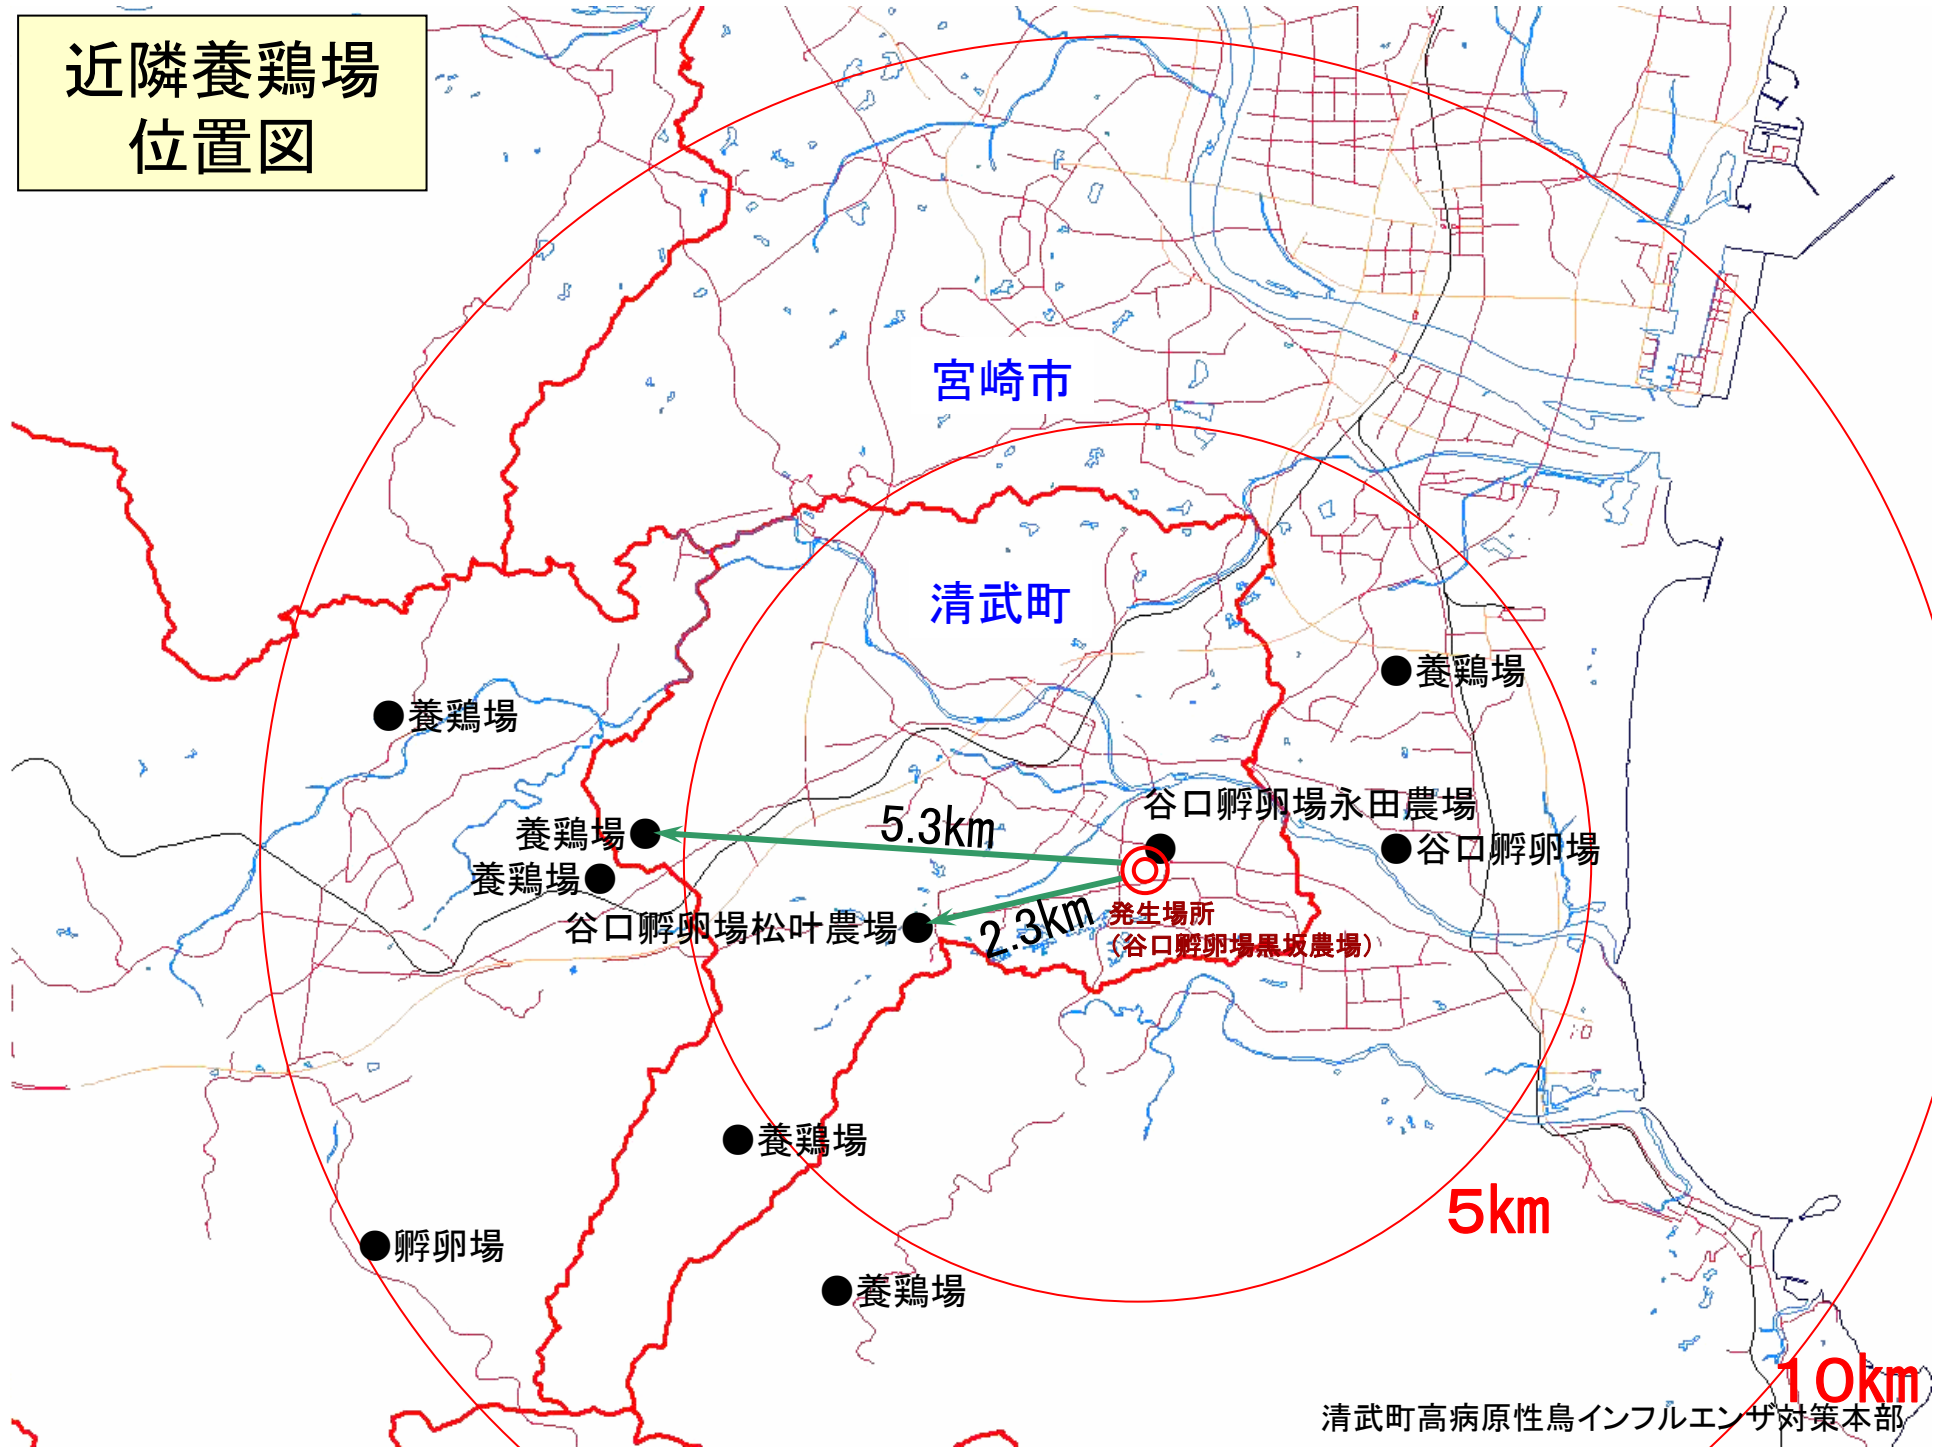 近隣養鶏場
位置図
宮崎市
清武町
●養鶏場
●養鶏場
谷口孵卵場永田農場
5.3km
養鶏場●
●谷口孵卵場
養鶏場●
谷口孵卵場松叶農場●
2.3km
発生場所
（谷口孵卵場黒坂農場）
●養鶏場
5km
●孵卵場
●養鶏場
10km
清武町高病原性鳥インフルエンザ対策本部